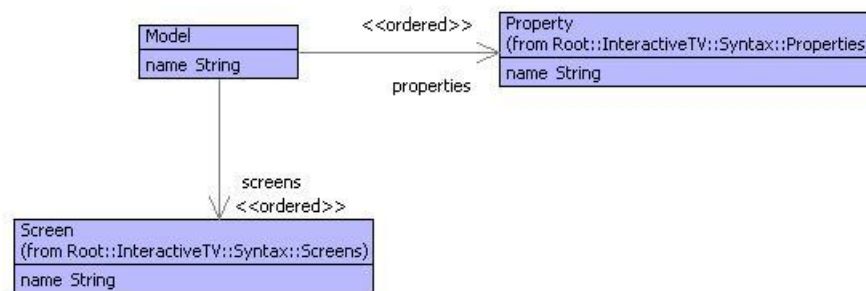 Model
name String
<<ordered>>
properties
Property
(from Root::InteractiveTV::Syntax::Properties
name String
screens
<<ordered>>
Screen
(from Root::InteractiveTV::Syntax::Screens)
name String